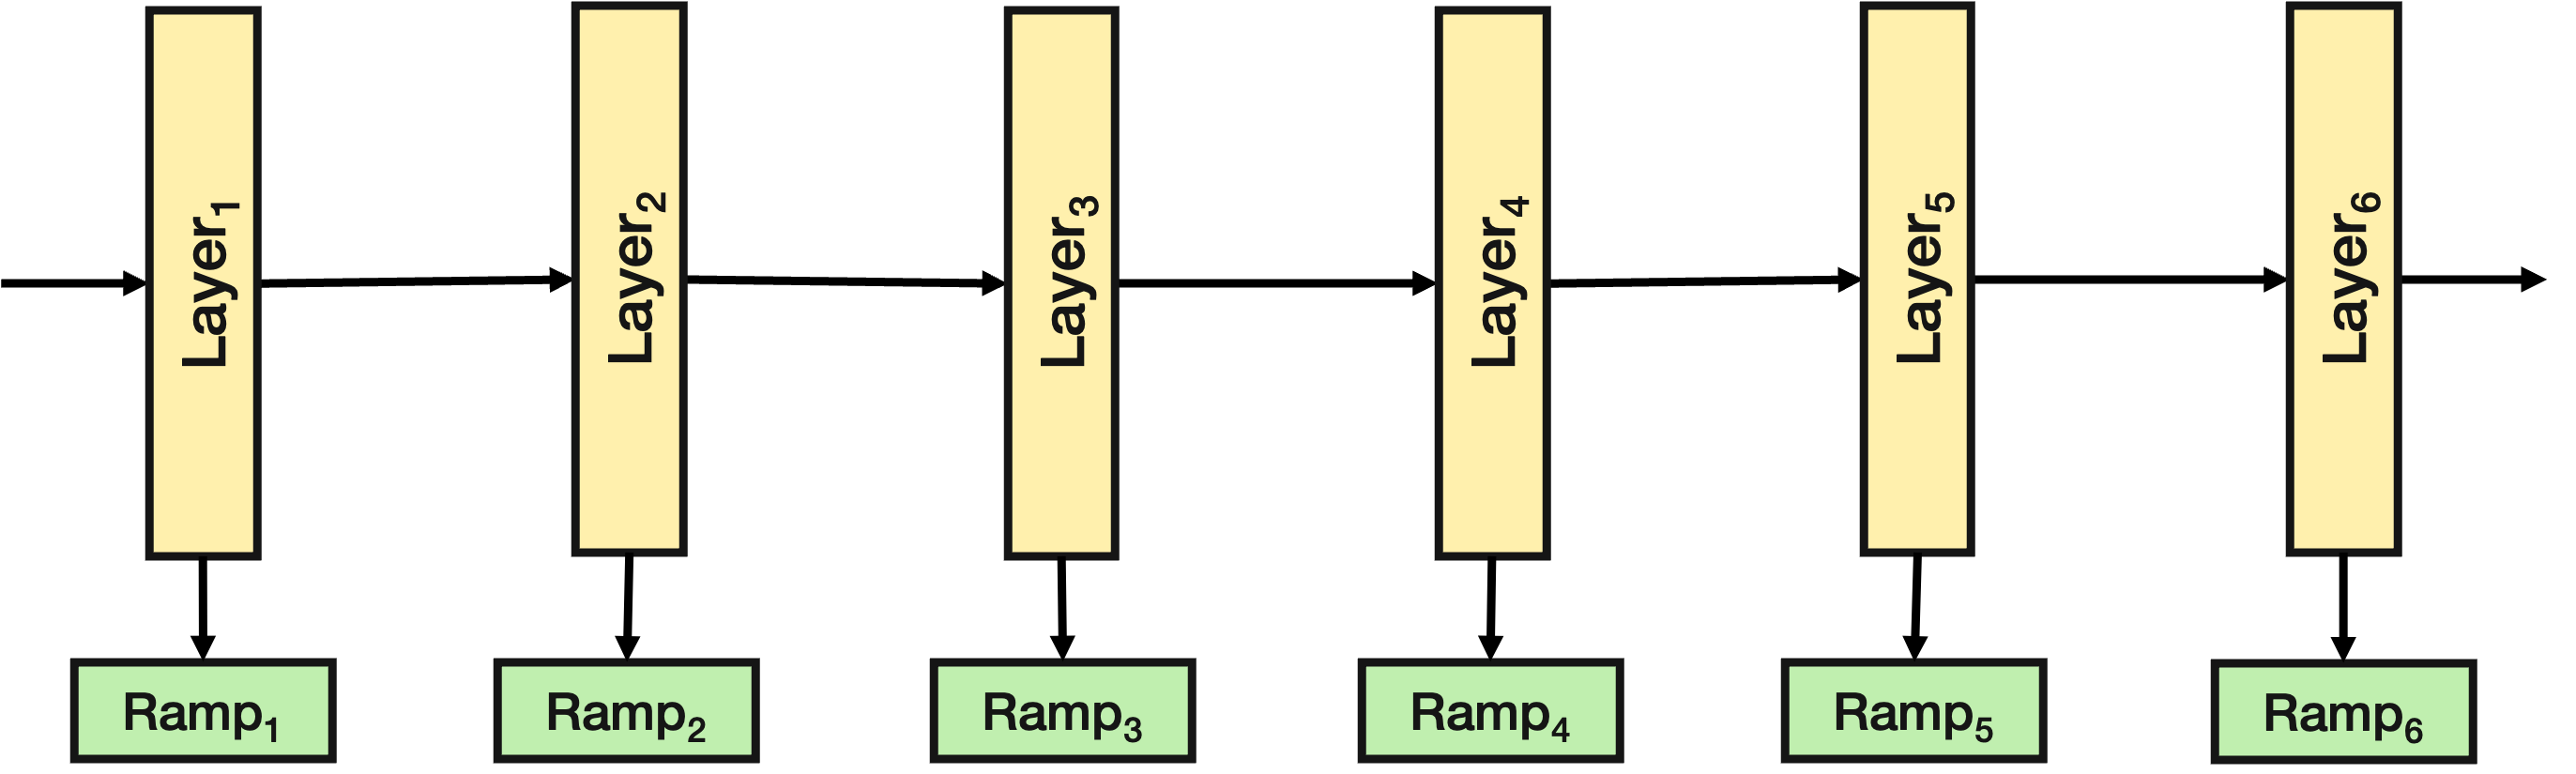 Layer₁
Layer₂
Layer₃
Layer₄
Layer₅
Layer₆
Ramp₁
Ramp₂
Ramp₃
Ramp₄
Ramp₅
Ramp₆